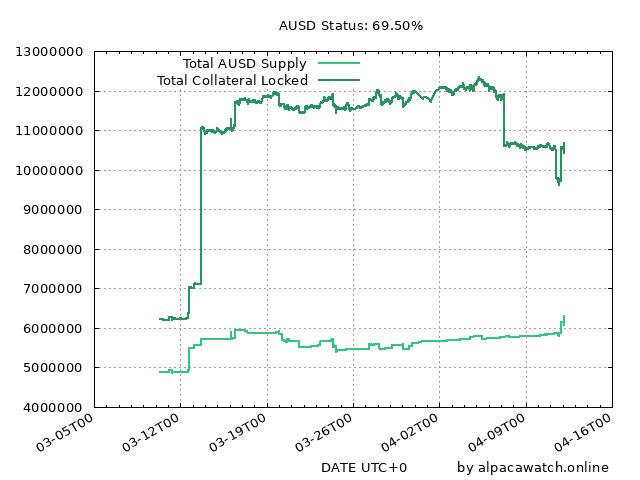 AUSD Status: 69.50%
13000000
12000000
11000000
10000000
9000000
8000000
7000000
6000000
5000000
4000000
Total AUSD Supply
Total Collateral Locked
03-05T00
03-12T00
03-19T00
03-26T00
04-02T00
04-09T00
04-16T00
DATE UTC+0
by alpacawatch.online